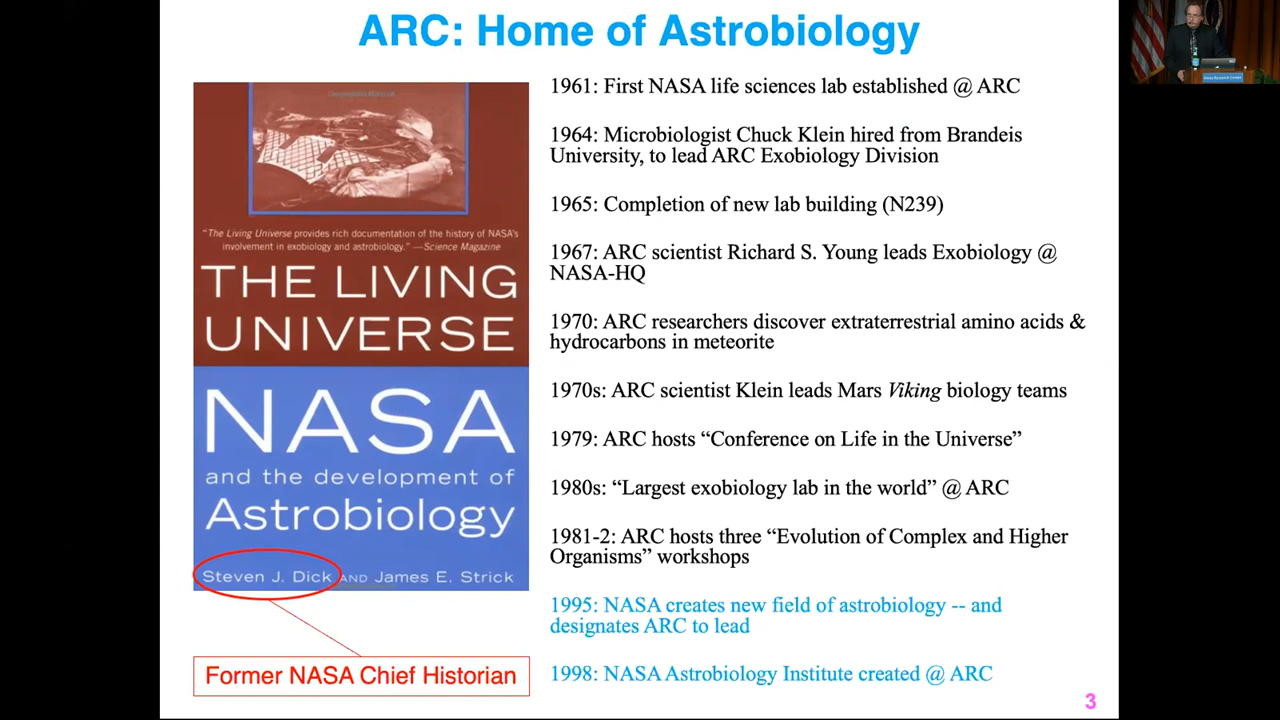 ARC: Home of Astrobiology
"The Living Universe provides rich documentation of the history of NASA's
involvement in exobiology and astrobiology." —Science Magazine
THE LIVING
UNIVERSE
NASA
and the development of
Astrobiology
Steven J. Dick AND James E. Strick
Former NASA Chief Historian
1961: First NASA life sciences lab established @ ARC
1964: Microbiologist Chuck Klein hired from Brandeis
University, to lead ARC Exobiology Division
1965: Completion of new lab building (N239)
1967: ARC scientist Richard S. Young leads Exobiology @
NASA-HQ
1970: ARC researchers discover extraterrestrial amino acids &
hydrocarbons in meteorite
1970s: ARC scientist Klein leads Mars Viking biology teams
1979: ARC hosts “Conference on Life in the Universe”
1980s: “Largest exobiology lab in the world” @ ARC
1981-2: ARC hosts three “Evolution of Complex and Higher
Organisms” workshops
1995: NASA creates new field of astrobiology -- and
designates ARC to lead
1998: NASA Astrobiology Institute created @ ARC
3